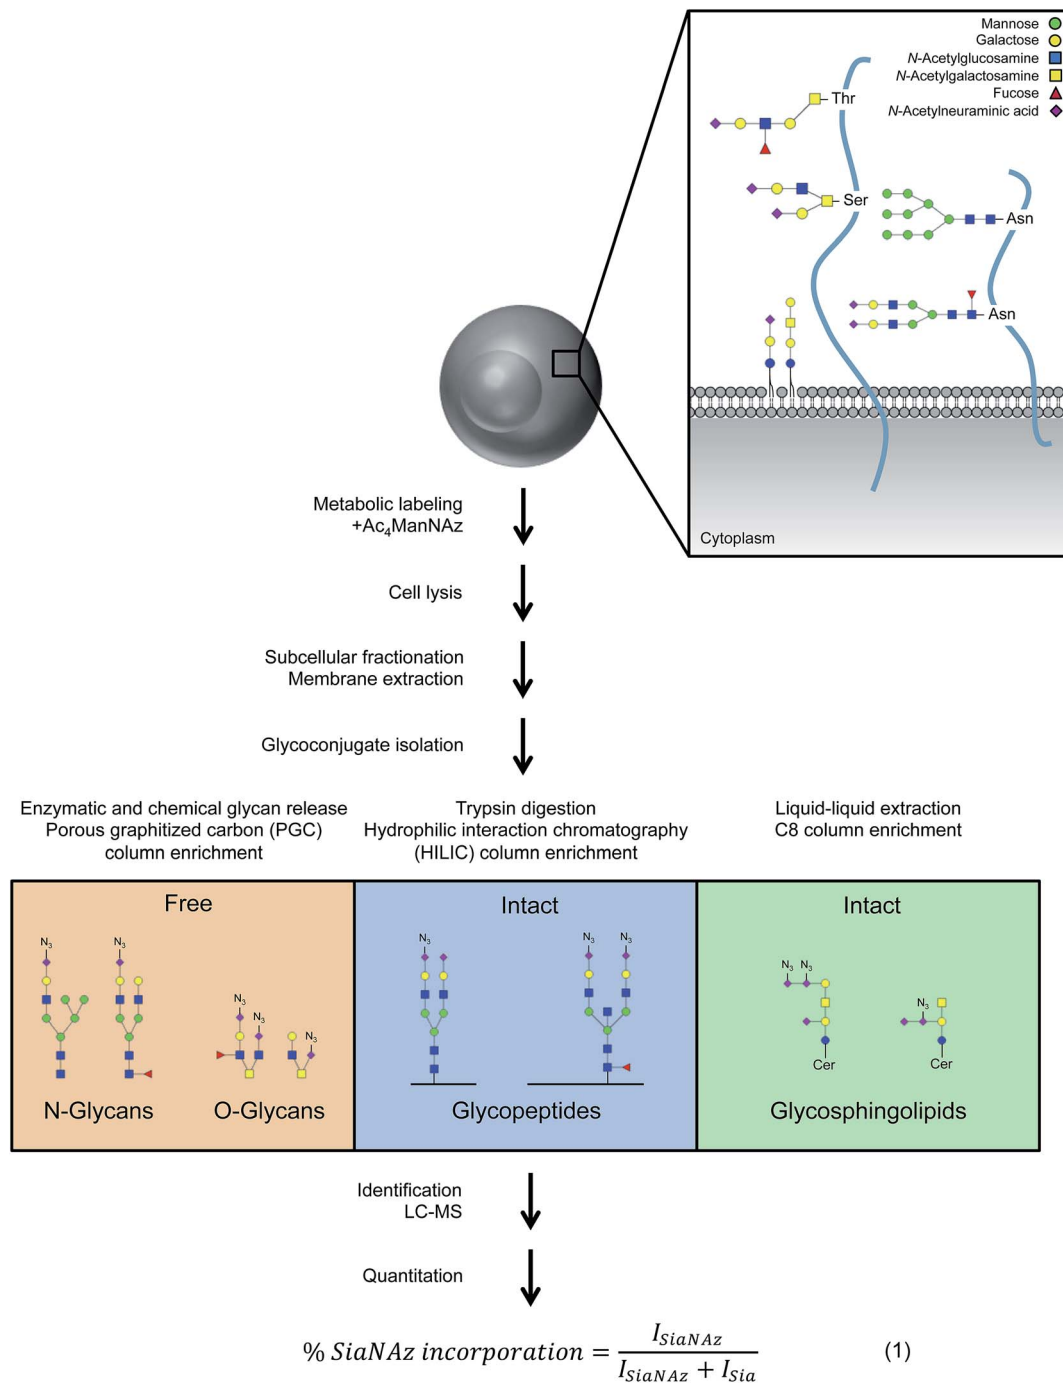 Mannose
Galactose
N-Acetylglucosamine
N-Acetylgalactosamine
Fucose
N-Acetylneuraminic acid
Thr
Ser
Asn
Asn
Cytoplasm
Metabolic labeling
+Ac₄ManNAz
Cell lysis
Subcellular fractionation
Membrane extraction
Glycoconjugate isolation
Enzymatic and chemical glycan release
Porous graphitized carbon (PGC)
column enrichment
Trypsin digestion
Hydrophilic interaction chromatography
(HILIC) column enrichment
Liquid-liquid extraction
C8 column enrichment
Free
N₃
N₃
N₃
N₃
N₃
N-Glycans
O-Glycans
Intact
N₃
N₃
N₃
Glycopeptides
Intact
N₃ N₃
N₃
Cer
Cer
Glycosphingolipids
Identification
LC-MS
Quantitation
% SiaNAz incorporation = I_SiaNAz / (I_SiaNAz + I_Sia) (1)